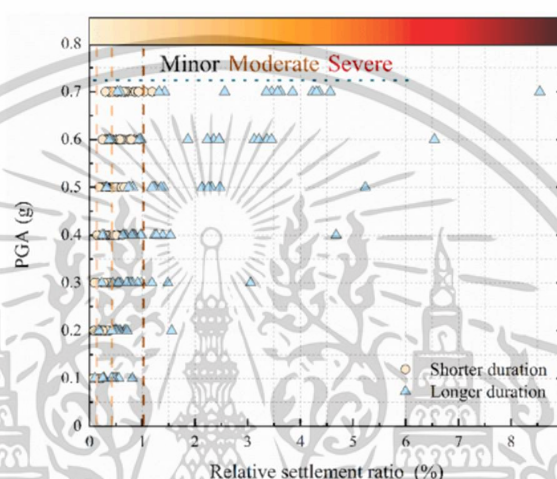 0.8
Minor Moderate Severe
0.7
0.6
0.5
PGA (g)
0.4
0.3
0.2
Shorter duration
0.1
Longer duration
0
0 1 2 3 4 5 6 7 8
Relative settlement ratio (%)